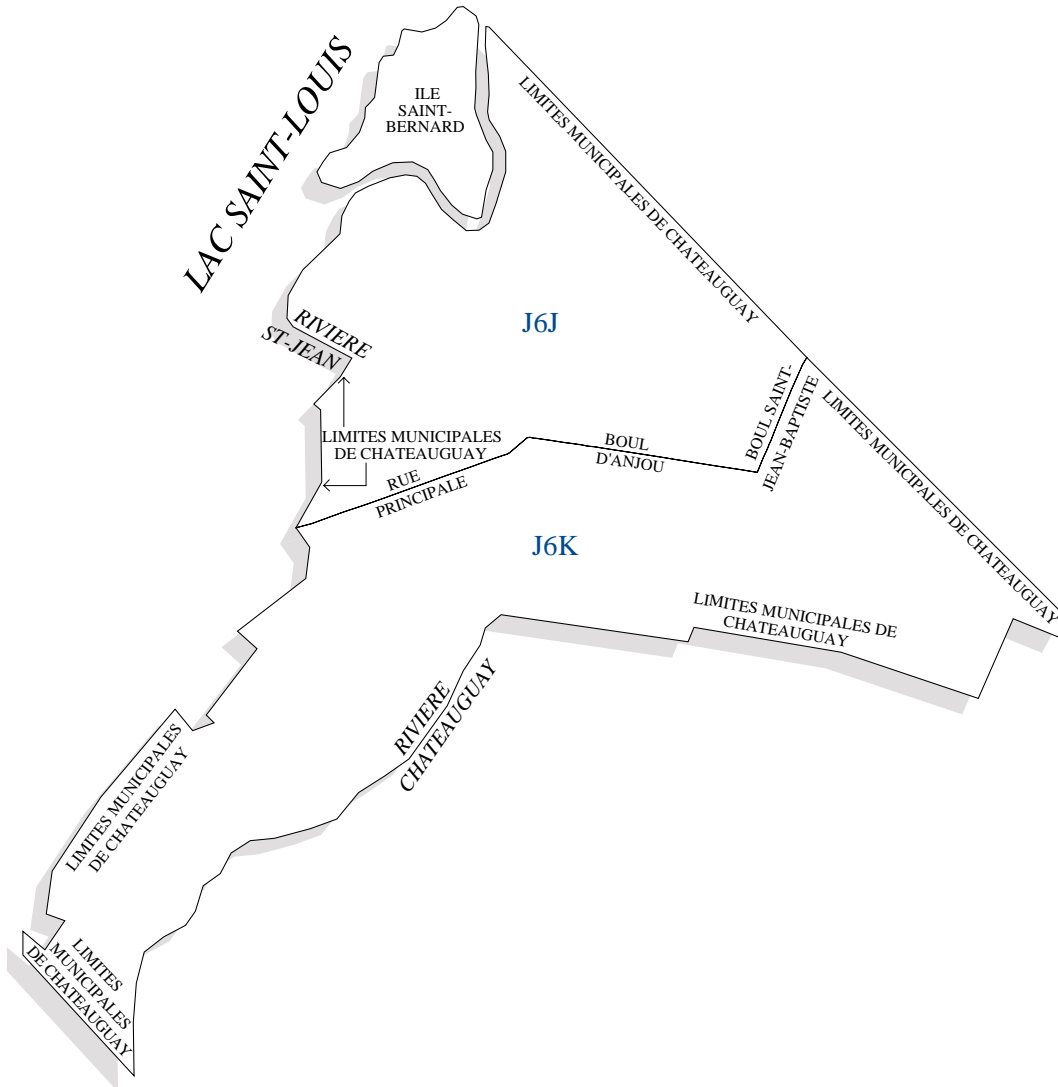 LAC SAINT-LOUIS
ILE
SAINT-
BERNARD
LIMITES MUNICIPALES DE CHATEAUGUAY
J6J
RIVIERE
ST-JEAN
BOUL SAINT-
JEAN-BAPTISTE
LIMITES MUNICIPALES DE CHATEAUGUAY
LIMITES MUNICIPALES
DE CHATEAUGUAY
BOUL
D'ANJOU
RUE
PRINCIPALE
J6K
LIMITES MUNICIPALES DE
CHATEAUGUAY
RIVIERE
CHATEAUGUAY
LIMITES MUNICIPALES
DE CHATEAUGUAY
LIMITES
MUNICIPALES
DE CHATEAUGUAY